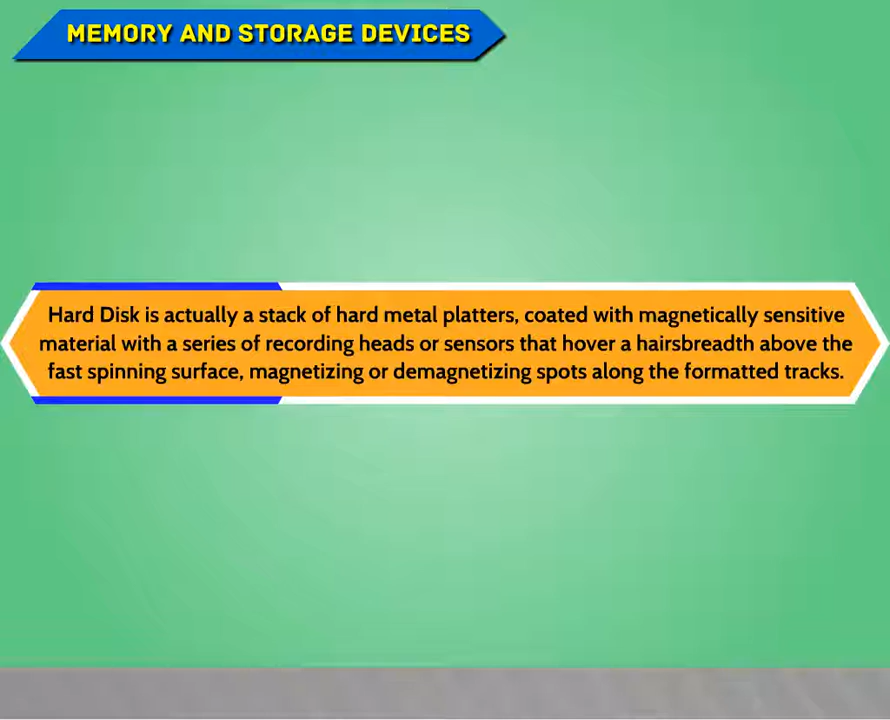 MEMORY AND STORAGE DEVICES
Hard Disk is actually a stack of hard metal platters, coated with magnetically sensitive
material with a series of recording heads or sensors that hover a hairsbreadth above the
fast spinning surface, magnetizing or demagnetizing spots along the formatted tracks.